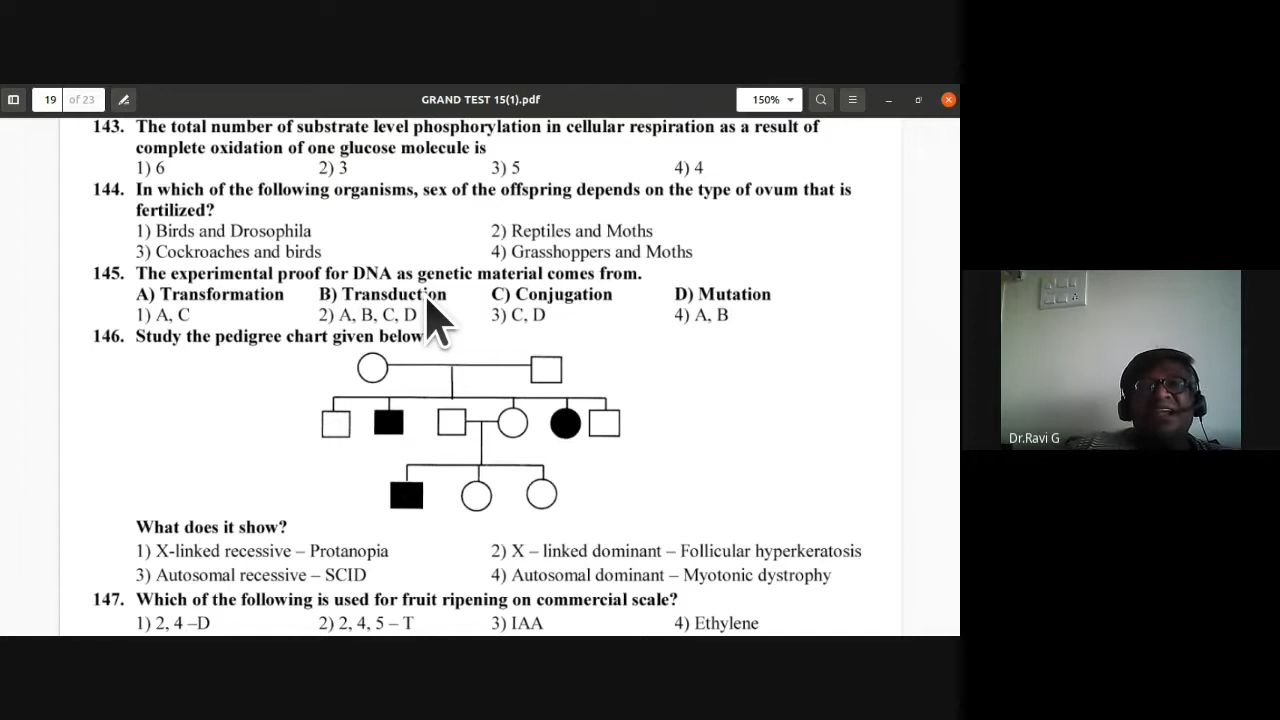 19 of 23 GRAND TEST 15(1).pdf 150%
143. The total number of substrate level phosphorylation in cellular respiration as a result of
complete oxidation of one glucose molecule is
1) 6 2) 3 3) 5 4) 4
144. In which of the following organisms, sex of the offspring depends on the type of ovum that is
fertilized?
1) Birds and Drosophila 2) Reptiles and Moths
3) Cockroaches and birds 4) Grasshoppers and Moths
145. The experimental proof for DNA as genetic material comes from.
A) Transformation B) Transduction C) Conjugation D) Mutation
1) A, C 2) A, B, C, D 3) C, D 4) A, B
146. Study the pedigree chart given below
What does it show?
1) X-linked recessive – Protanopia 2) X – linked dominant – Follicular hyperkeratosis
3) Autosomal recessive – SCID 4) Autosomal dominant – Myotonic dystrophy
147. Which of the following is used for fruit ripening on commercial scale?
1) 2, 4 –D 2) 2, 4, 5 – T 3) IAA 4) Ethylene
Dr.Ravi G